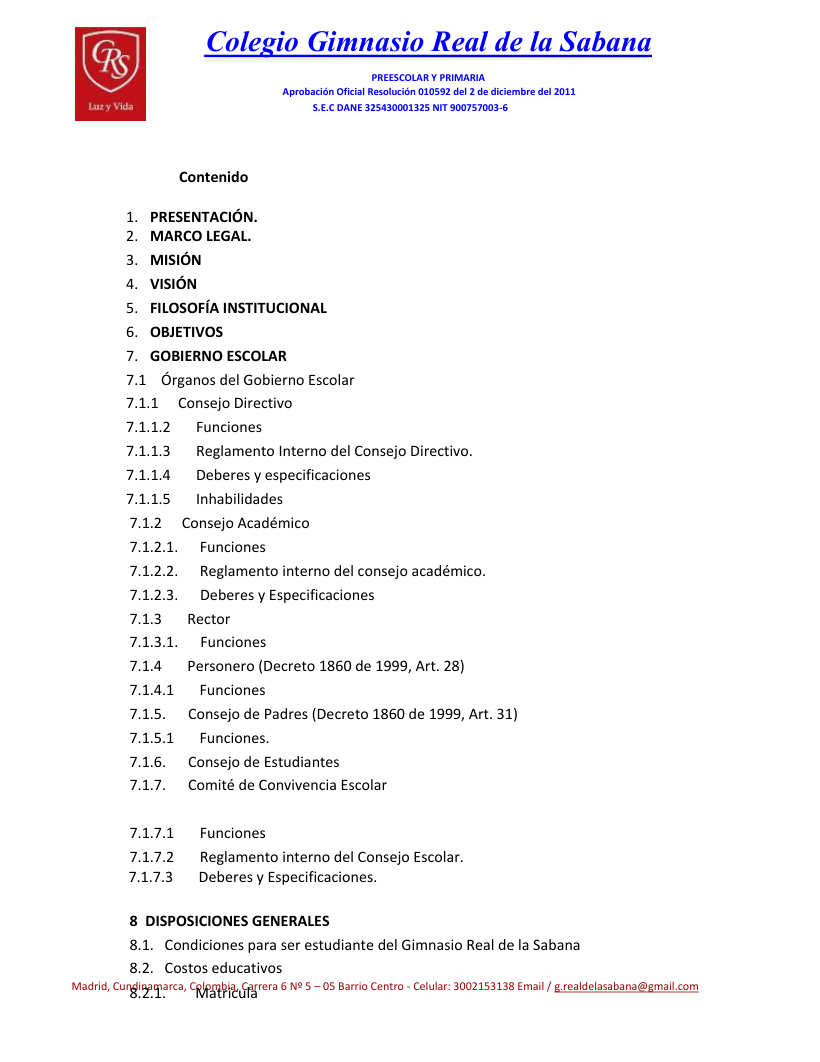 GRS
Luz y Vida
Colegio Gimnasio Real de la Sabana
PREESCOLAR Y PRIMARIA
Aprobación Oficial Resolución 010592 del 2 de diciembre del 2011
S.E.C DANE 325430001325 NIT 900757003-6
Contenido
1. PRESENTACIÓN.
2. MARCO LEGAL.
3. MISIÓN
4. VISIÓN
5. FILOSOFÍA INSTITUCIONAL
6. OBJETIVOS
7. GOBIERNO ESCOLAR
7.1 Órganos del Gobierno Escolar
7.1.1 Consejo Directivo
7.1.1.2 Funciones
7.1.1.3 Reglamento Interno del Consejo Directivo.
7.1.1.4 Deberes y especificaciones
7.1.1.5 Inhabilidades
7.1.2 Consejo Académico
7.1.2.1. Funciones
7.1.2.2. Reglamento interno del consejo académico.
7.1.2.3. Deberes y Especificaciones
7.1.3 Rector
7.1.3.1. Funciones
7.1.4 Personero (Decreto 1860 de 1999, Art. 28)
7.1.4.1 Funciones
7.1.5. Consejo de Padres (Decreto 1860 de 1999, Art. 31)
7.1.5.1 Funciones.
7.1.6. Consejo de Estudiantes
7.1.7. Comité de Convivencia Escolar
7.1.7.1 Funciones
7.1.7.2 Reglamento interno del Consejo Escolar.
7.1.7.3 Deberes y Especificaciones.
8 DISPOSICIONES GENERALES
8.1. Condiciones para ser estudiante del Gimnasio Real de la Sabana
8.2. Costos educativos
Madrid, Cundinamarca, Colombia, Carrera 6 Nº 5 – 05 Barrio Centro - Celular: 3002153138 Email / g.realdelasabana@gmail.com
8.2.1. Matrícula